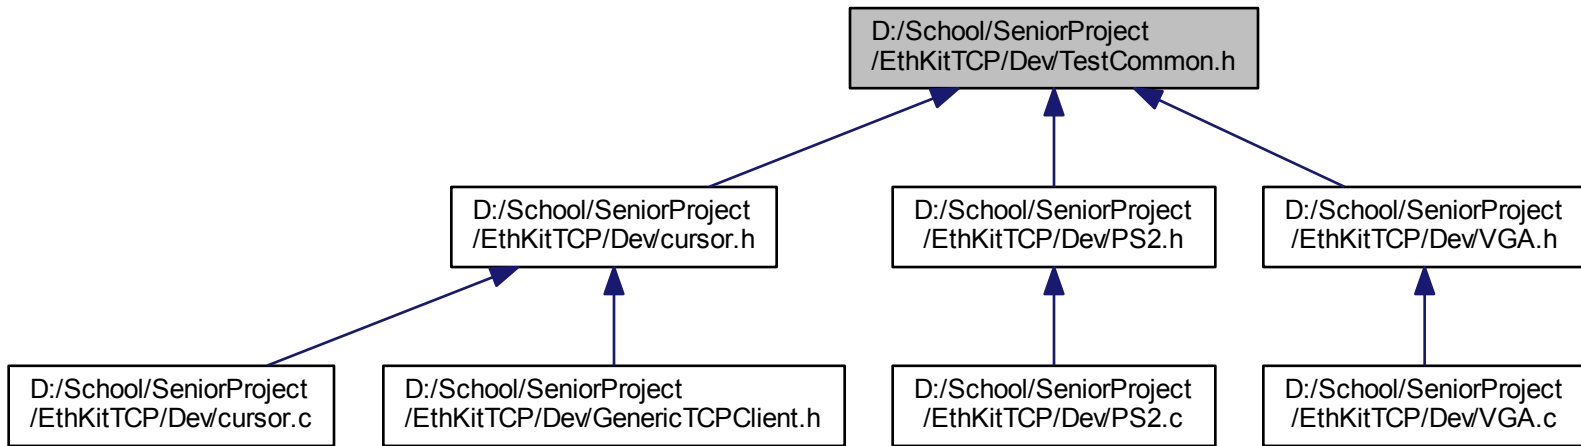 D:/School/SeniorProject
/EthKitTCP/Dev/TestCommon.h
D:/School/SeniorProject
/EthKitTCP/Dev/cursor.h
D:/School/SeniorProject
/EthKitTCP/Dev/PS2.h
D:/School/SeniorProject
/EthKitTCP/Dev/VGA.h
D:/School/SeniorProject
/EthKitTCP/Dev/cursor.c
D:/School/SeniorProject
/EthKitTCP/Dev/GenericTCPClient.h
D:/School/SeniorProject
/EthKitTCP/Dev/PS2.c
D:/School/SeniorProject
/EthKitTCP/Dev/VGA.c